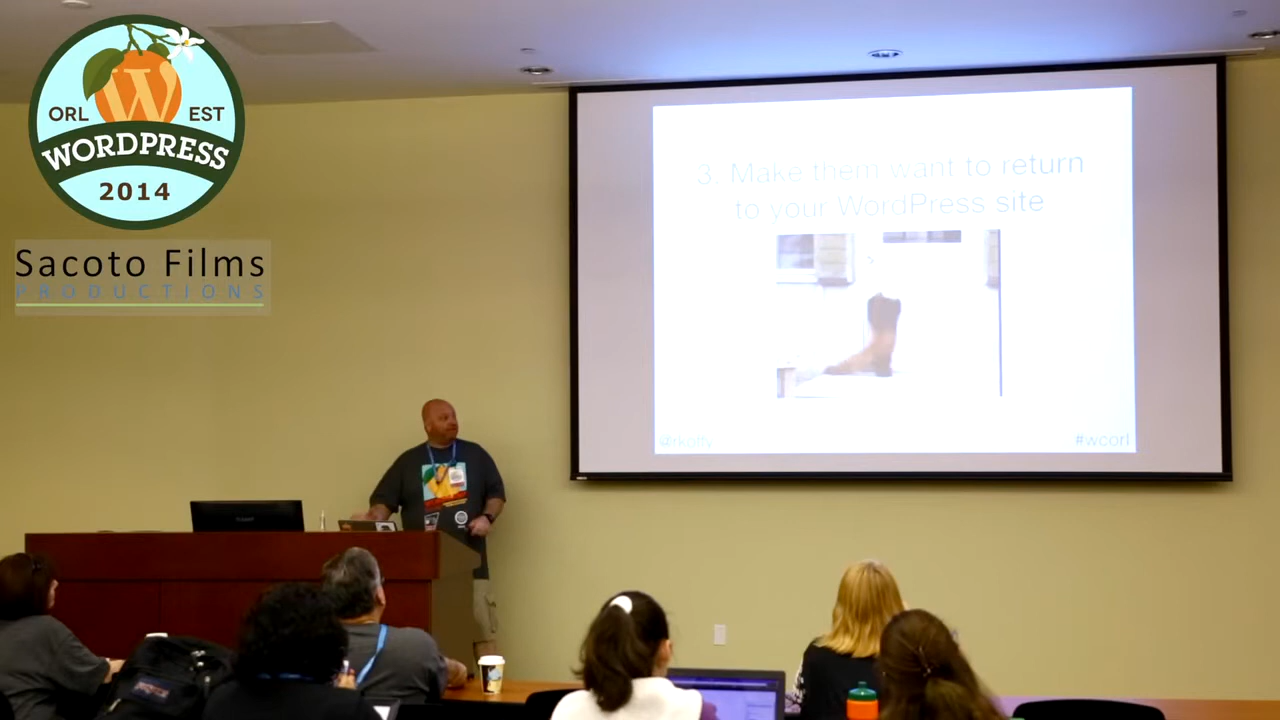 ORL EST
WORDPRESS
2014
Sacoto Films
PRODUCTIONS
3. Make them want to return
to your WordPress site
#wcorl